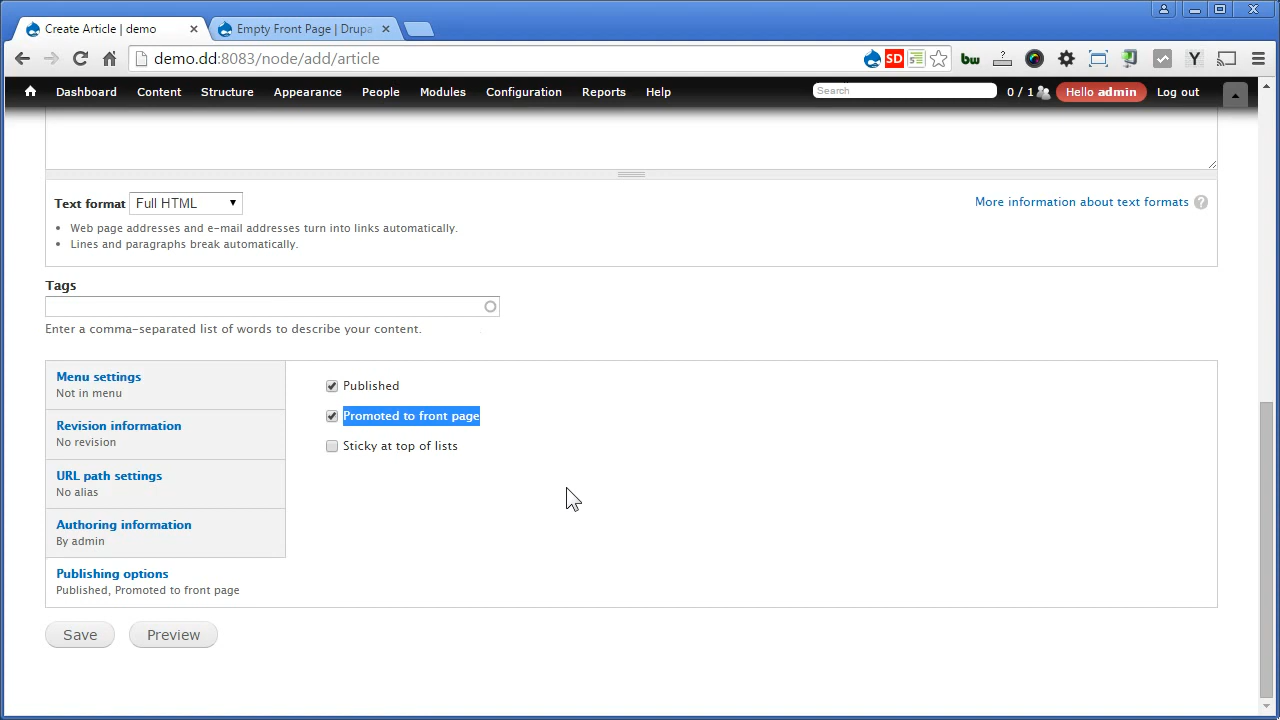 Create Article | demo
Empty Front Page | Drupa
demo.dd:8083/node/add/article
SD
bw
Y
Dashboard Content Structure Appearance People Modules Configuration Reports Help
Search
0 / 1
Hello admin
Log out
Text format
Full HTML
More information about text formats ?
Web page addresses and e-mail addresses turn into links automatically.
Lines and paragraphs break automatically.
Tags
Enter a comma-separated list of words to describe your content.
Menu settings
Not in menu
Revision information
No revision
URL path settings
No alias
Authoring information
By admin
Publishing options
Published, Promoted to front page
Published
Promoted to front page
Sticky at top of lists
Save
Preview